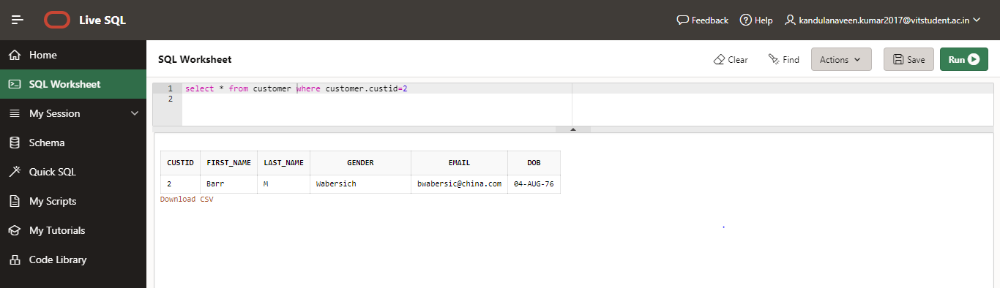 Live SQL
Feedback
Help
kandulanaveen.kumar2017@vitstudent.ac.in
Home
SQL Worksheet
My Session
Schema
Quick SQL
My Scripts
My Tutorials
Code Library
SQL Worksheet
Clear
Find
Actions
Save
Run
1 select * from customer where customer.custid=2
2
CUSTID FIRST_NAME LAST_NAME GENDER EMAIL DOB
2 Barr M Wabersich bwabersic@china.com 04-AUG-76
Download CSV